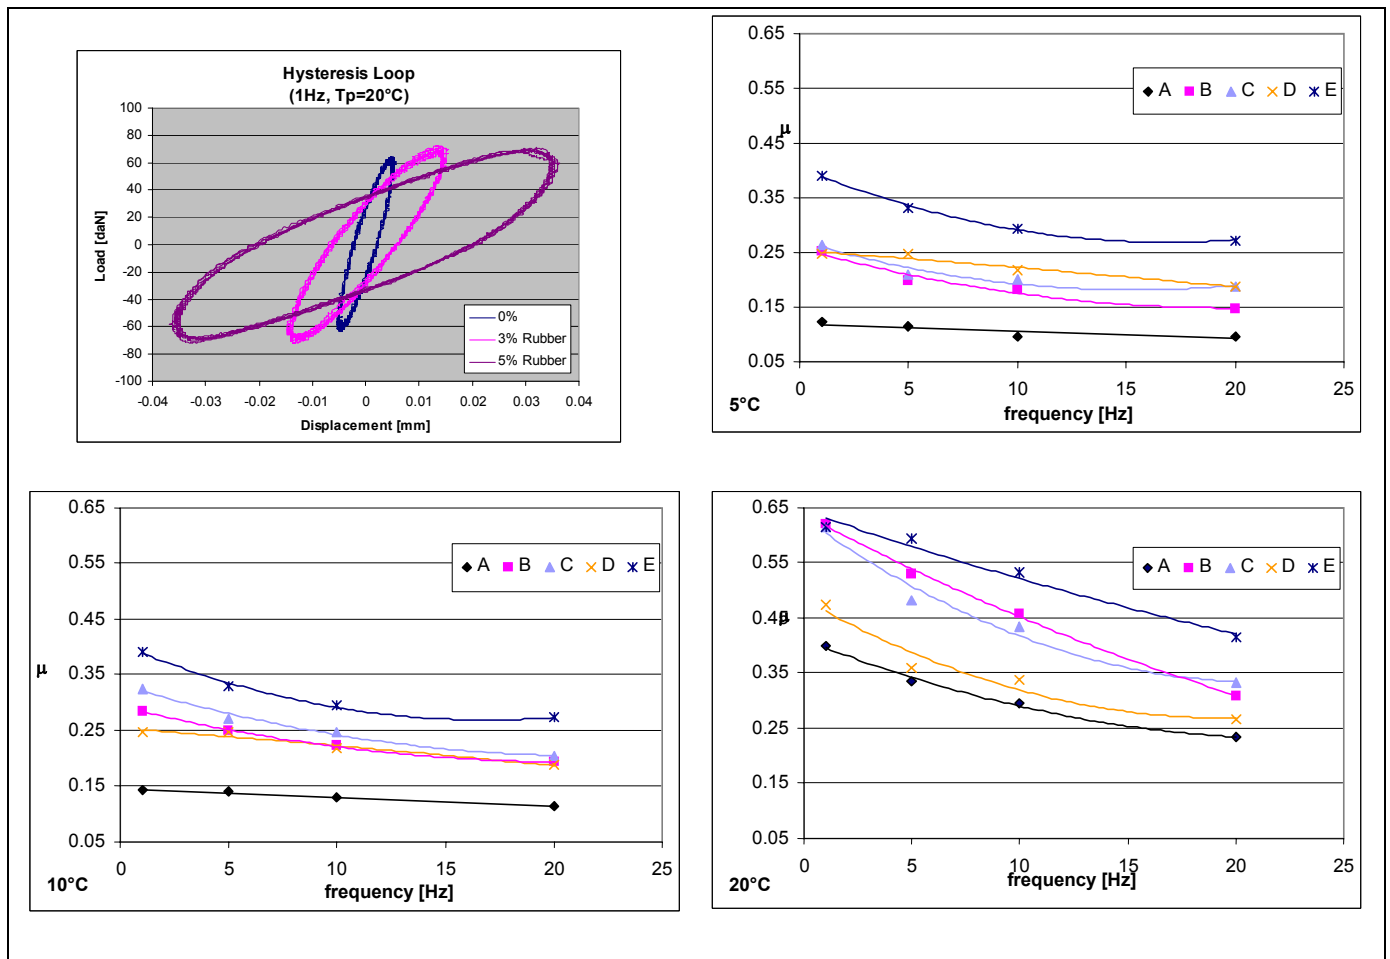 Hysteresis Loop
(1Hz, Tp=20°C)
Load [daN]
100
80
60
40
20
0
-20
-40
-60
-80
-100
-0.04 -0.03 -0.02 -0.01 0 0.01 0.02 0.03 0.04
Displacement [mm]
0%
3% Rubber
5% Rubber
0.65
0.55
0.45
0.35
0.25
0.15
0.05
μ
A B C D E
0 5 10 15 20 25
frequency [Hz]
5°C
0.65
0.55
0.45
0.35
0.25
0.15
0.05
μ
A B C D E
0 5 10 15 20 25
frequency [Hz]
10°C
0.65
0.55
0.45
0.35
0.25
0.15
0.05
μ
A B C D E
0 5 10 15 20 25
frequency [Hz]
20°C